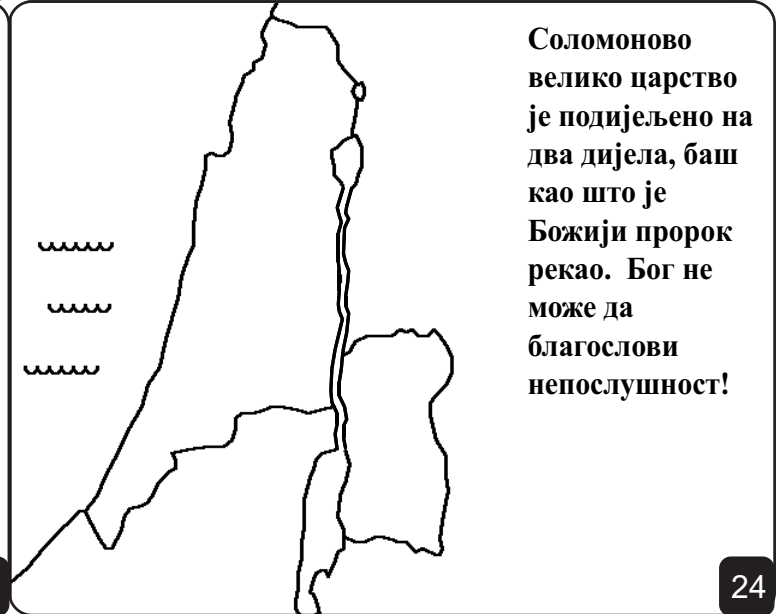 Соломоново
велико царство
је подијељено на
два дијела, баш
као што је
Божији пророк
рекао.  Бог не
може да
благослови
непослушност!
24